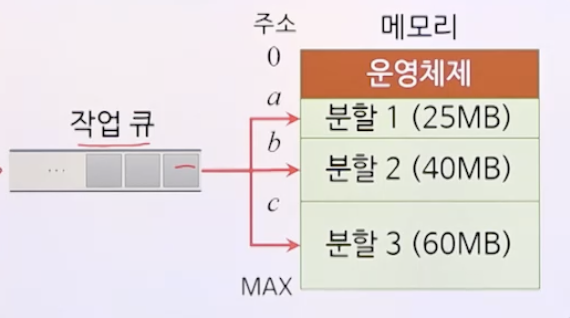 주소
메모리
0
운영체제
a
작업 큐
분할 1 (25MB)
b
...
분할 2 (40MB)
c
분할 3 (60MB)
MAX